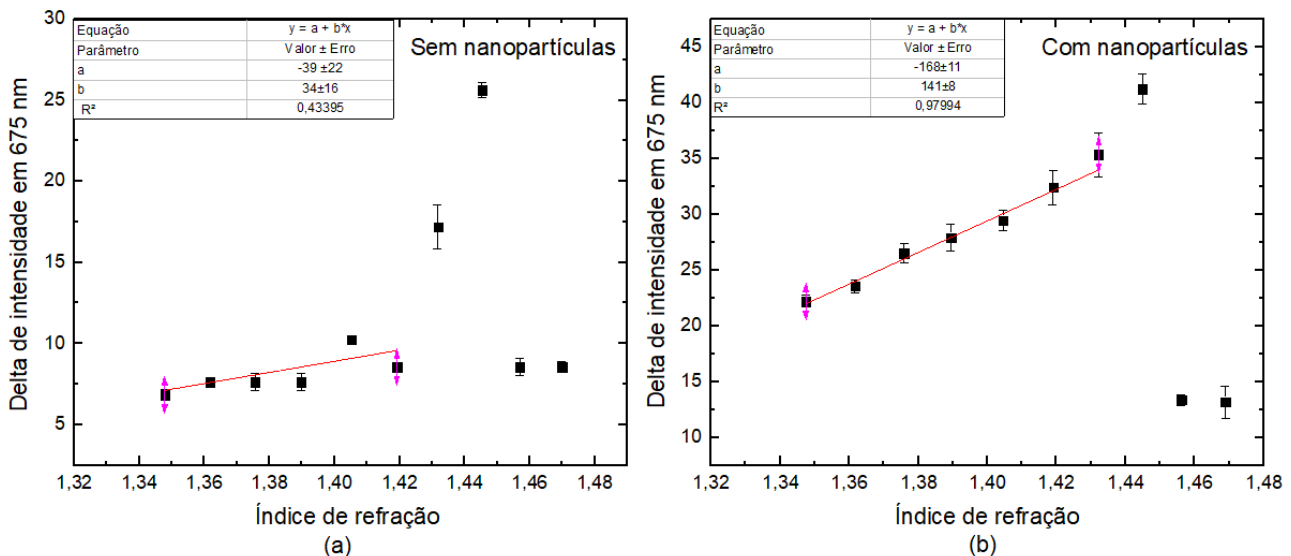 Equação y = a + b*x
Parâmetro Valor ± Erro
a -39 ±22
b 34±16
R² 0,43395
Sem nanopartículas
30
25
20
15
10
5
Delta de intensidade em 675 nm
1,32 1,34 1,36 1,38 1,40 1,42 1,44 1,46 1,48
Índice de refração
(a)
Equação y = a + b*x
Parâmetro Valor ± Erro
a -168±11
b 141±8
R² 0,97994
Com nanopartículas
45
40
35
30
25
20
15
10
Delta de intensidade em 675 nm
1,32 1,34 1,36 1,38 1,40 1,42 1,44 1,46 1,48
Índice de refração
(b)